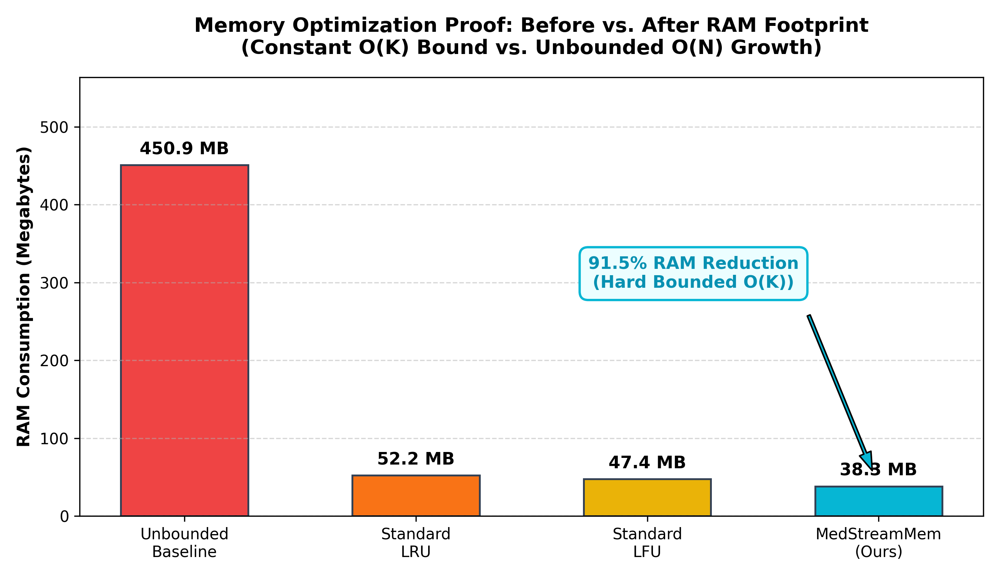 Memory Optimization Proof: Before vs. After RAM Footprint
(Constant O(K) Bound vs. Unbounded O(N) Growth)
RAM Consumption (Megabytes)
500
400
300
200
100
0
450.9 MB
52.2 MB
47.4 MB
38.3 MB
91.5% RAM Reduction
(Hard Bounded O(K))
Unbounded
Baseline
Standard
LRU
Standard
LFU
MedStreamMem
(Ours)